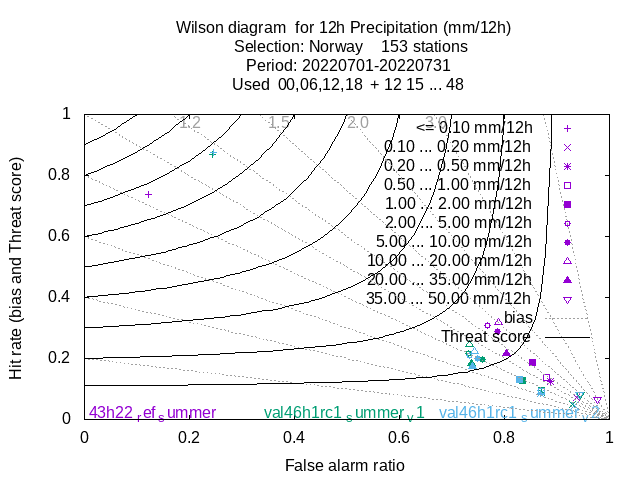 Wilson diagram  for 12h Precipitation (mm/12h)
Selection: Norway    153 stations
Period: 20220701-20220731
Used  00,06,12,18  + 12 15 ... 48
Hit rate (bias and Threat score)
1
0.8
0.6
0.4
0.2
0
1.2
1.5
2.0
3.0
<= 0.10 mm/12h
0.10 ... 0.20 mm/12h
0.20 ... 0.50 mm/12h
0.50 ... 1.00 mm/12h
1.00 ... 2.00 mm/12h
2.00 ... 5.00 mm/12h
5.00 ... 10.00 mm/12h
10.00 ... 20.00 mm/12h
20.00 ... 35.00 mm/12h
35.00 ... 50.00 mm/12h
bias
Threat score
43h22ref_summer val46h1rc1summerv1 val46h1rc1summerv2
0 0.2 0.4 0.6 0.8 1
False alarm ratio